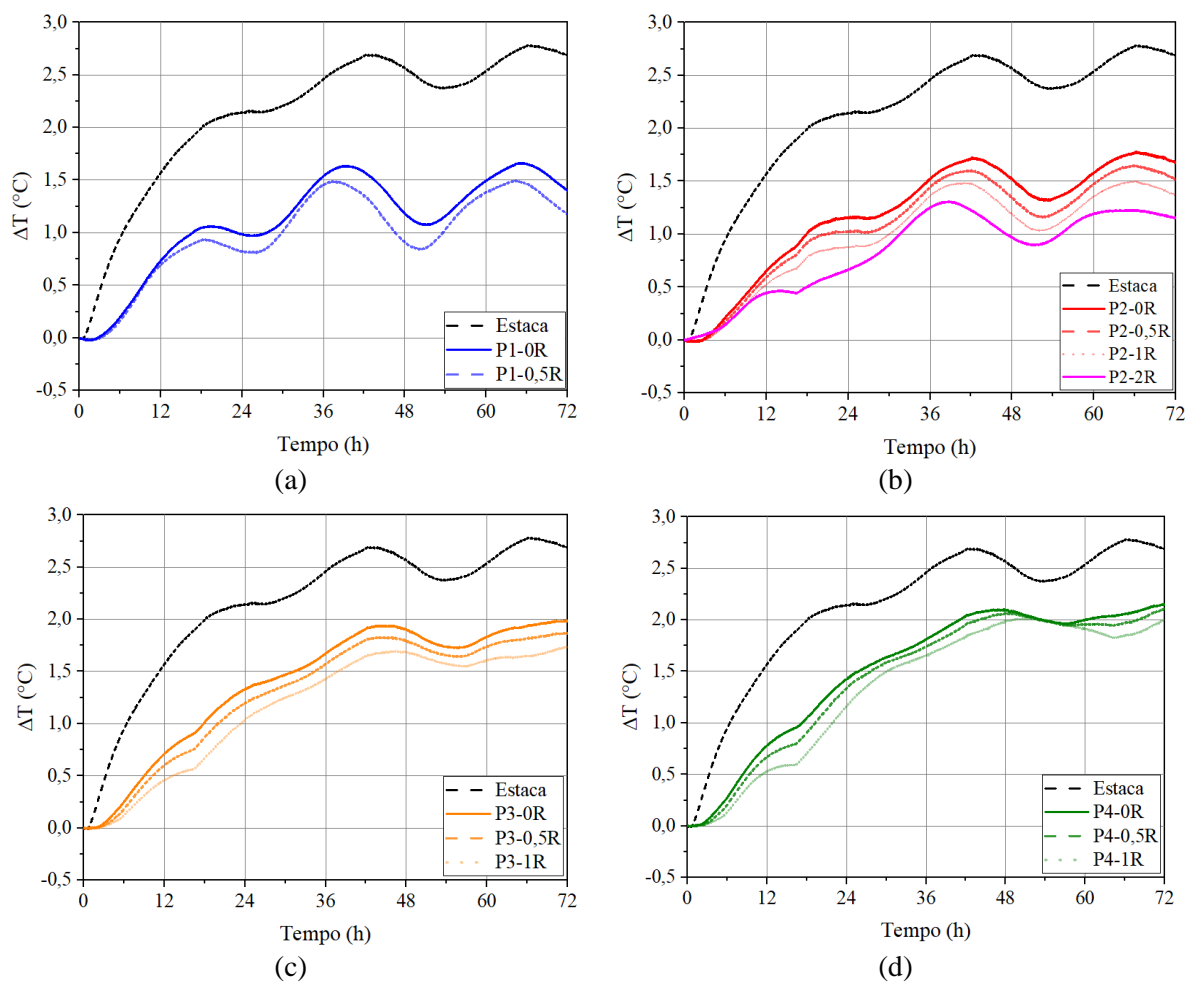 3,0
2,5
2,0
1,5
1,0
0,5
0,0
-0,5
ΔT (°C)
Estaca
P1-0R
P1-0,5R
0 12 24 36 48 60 72
Tempo (h)
(a)
3,0
2,5
2,0
1,5
1,0
0,5
0,0
-0,5
ΔT (°C)
Estaca
P2-0R
P2-0,5R
P2-1R
P2-2R
0 12 24 36 48 60 72
Tempo (h)
(b)
3,0
2,5
2,0
1,5
1,0
0,5
0,0
-0,5
ΔT (°C)
Estaca
P3-0R
P3-0,5R
P3-1R
0 12 24 36 48 60 72
Tempo (h)
(c)
3,0
2,5
2,0
1,5
1,0
0,5
0,0
-0,5
ΔT (°C)
Estaca
P4-0R
P4-0,5R
P4-1R
0 12 24 36 48 60 72
Tempo (h)
(d)